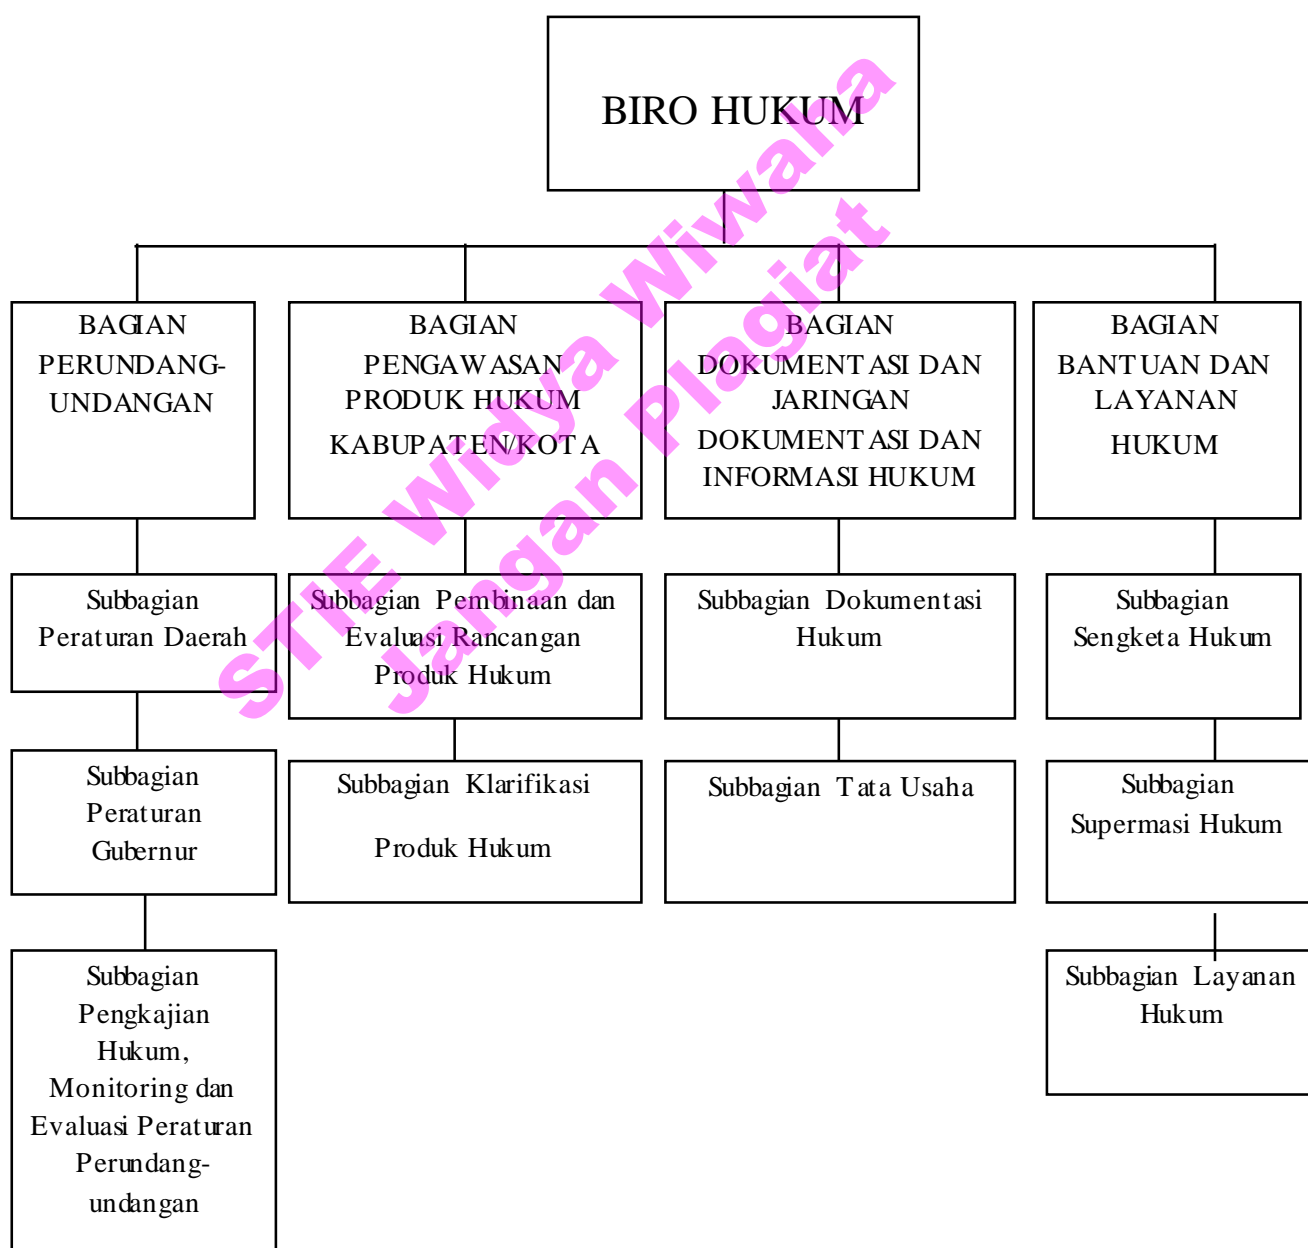 BIRO HUKUM
BAGIAN
PERUNDANG-
UNDANGAN
BAGIAN
PENGAWASAN
PRODUK HUKUM
KABUPATEN/KOTA
BAGIAN
DOKUMENTASI DAN
JARINGAN
DOKUMENTASI DAN
INFORMASI HUKUM
BAGIAN
BANTUAN DAN
LAYANAN
HUKUM
Subbagian
Peraturan Daerah
Subbagian Pembinaan dan
Evaluasi Rancangan
Produk Hukum
Subbagian Dokumentasi
Hukum
Subbagian
Sengketa Hukum
Subbagian
Peraturan
Gubernur
Subbagian Klarifikasi
Produk Hukum
Subbagian Tata Usaha
Subbagian
Supermasi Hukum
Subbagian
Pengkajian
Hukum,
Monitoring dan
Evaluasi Peraturan
Perundang-
undangan
Subbagian Layanan
Hukum
STIE Widya Wiwaha
Jangan Plagiat